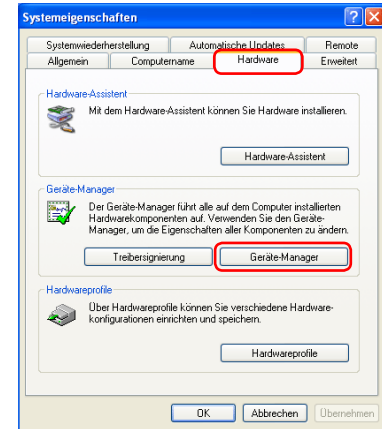 Systemeigenschaften
Systemwiederherstellung Automatische Updates Remote
Allgemein Computername Hardware Erweitert
Hardware-Assistent
Mit dem Hardware-Assistent können Sie Hardware installieren.
Hardware-Assistent
Geräte-Manager
Der Geräte-Manager führt alle auf dem Computer installierten
Hardwarekomponenten auf. Verwenden Sie den Geräte-
Manager, um die Eigenschaften aller Komponenten zu ändern.
Treibersignierung Geräte-Manager
Hardwareprofile
Über Hardwareprofile können Sie verschiedene Hardware-
konfigurationen einrichten und speichern.
Hardwareprofile
OK Abbrechen Übernehmen